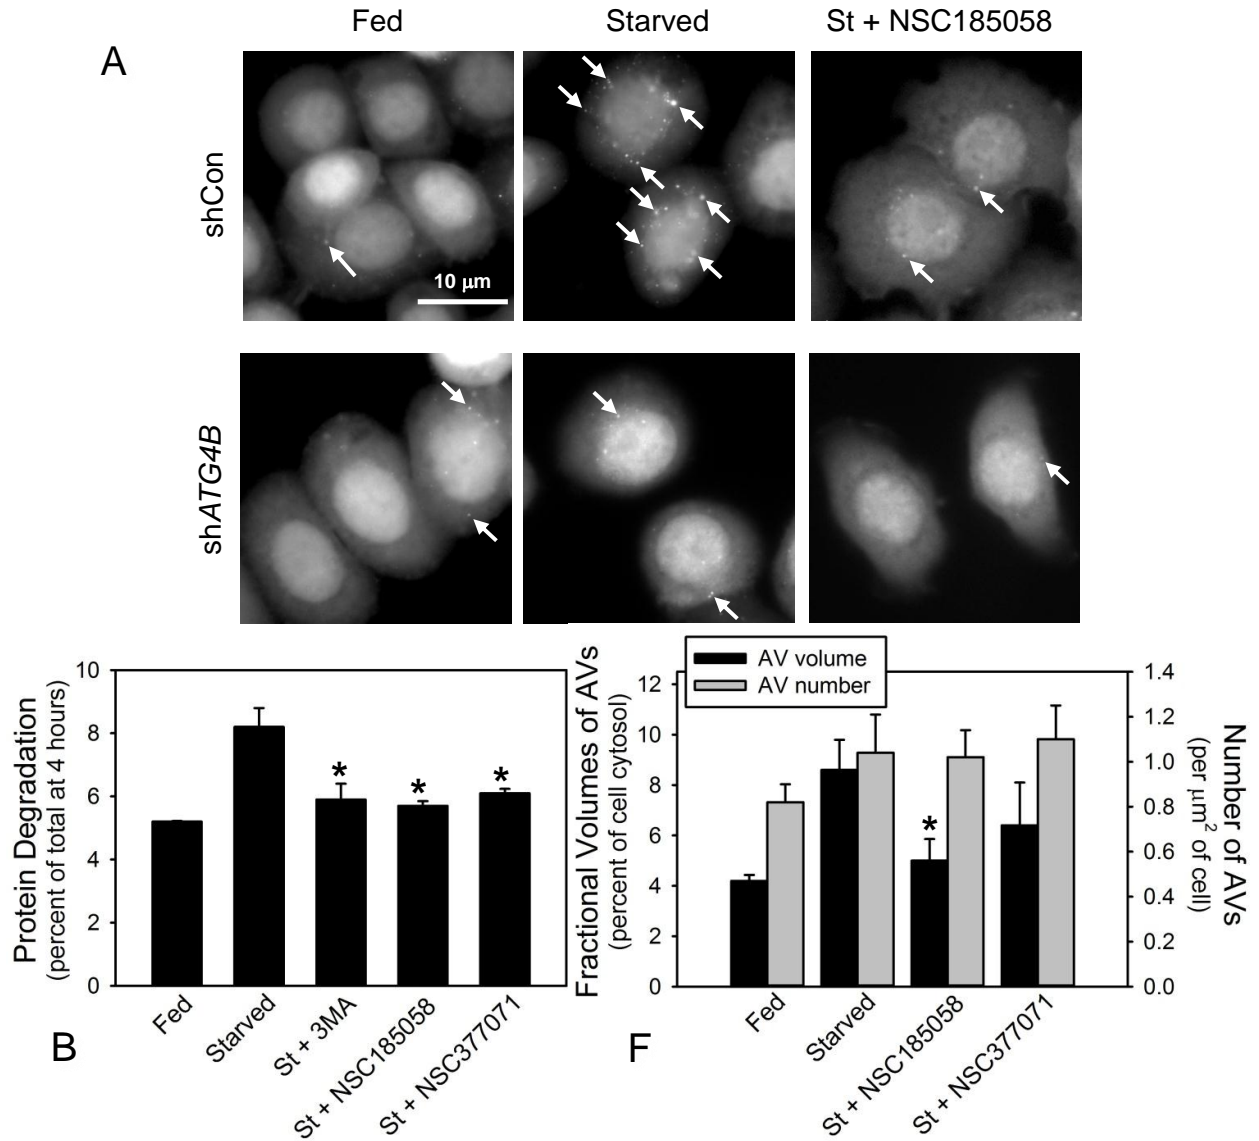 Fed
Starved
St + NSC185058
A
shCon
10 μm
shATG4B
Protein Degradation
(percent of total at 4 hours)
10
8
6
4
2
0
*
*
*
Fed
Starved
St + 3MA
St + NSC185058
St + NSC377071
B
Fractional Volumes of AVs
(percent of cell cytosol)
12
10
8
6
4
2
0
AV volume
AV number
*
1.4
1.2
1.0
0.8
0.6
0.4
0.2
0.0
Number of AVs
(per μm² of cell)
Fed
Starved
St + NSC185058
St + NSC377071
F